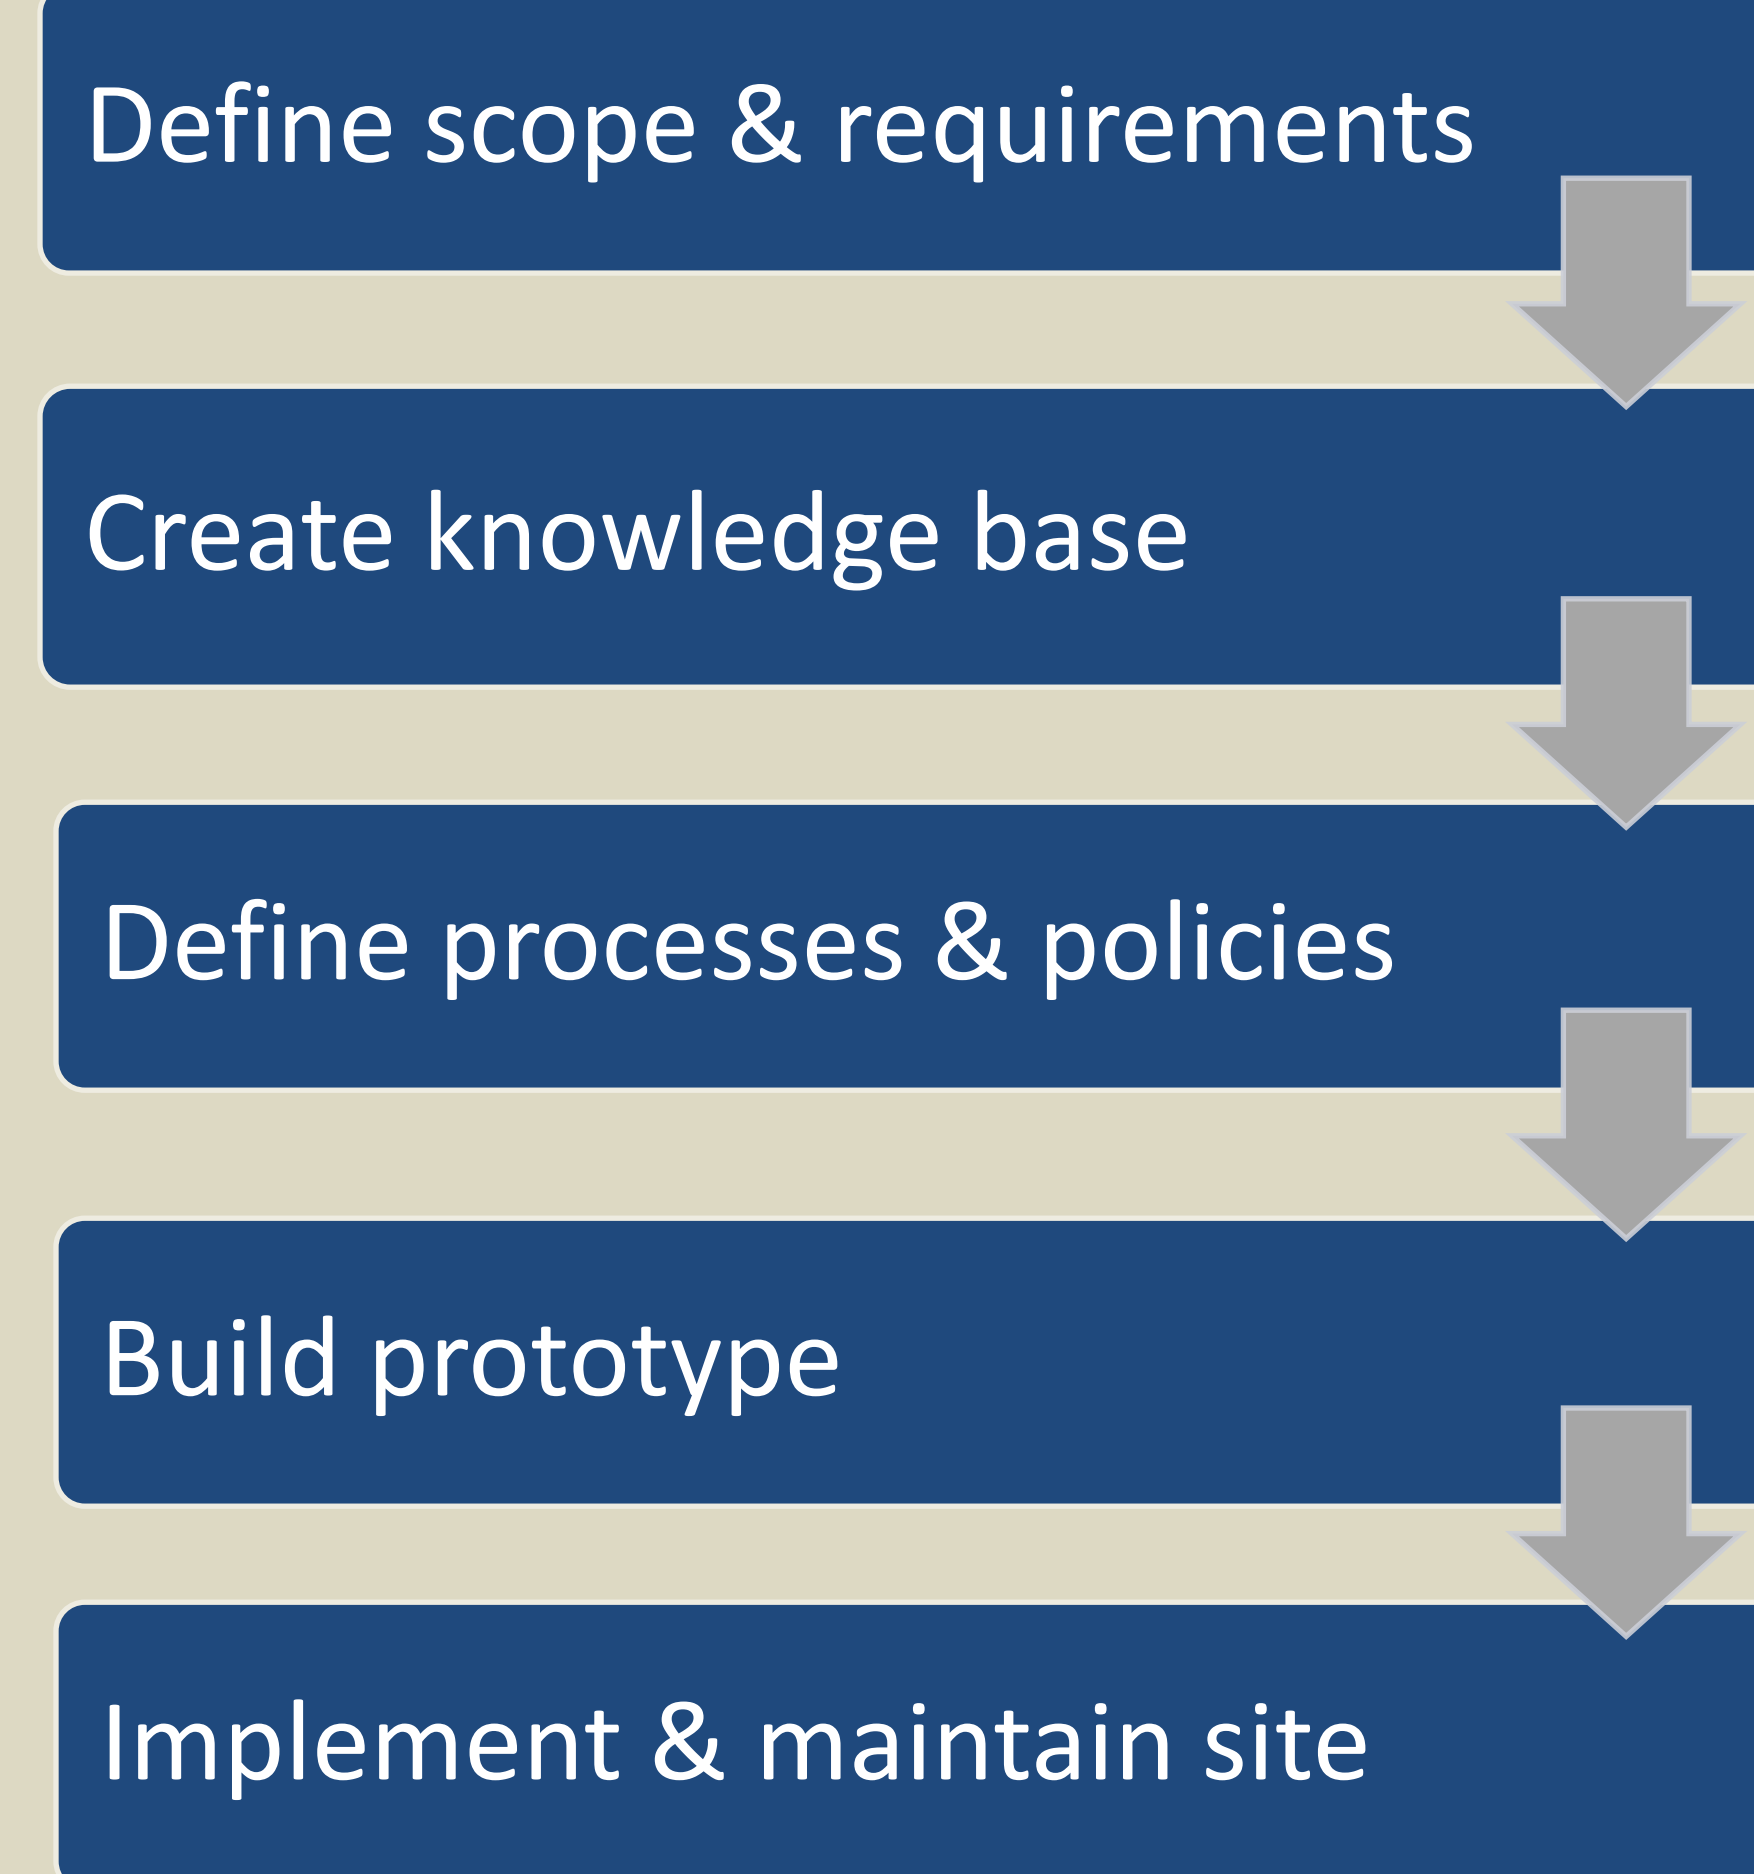 Define scope & requirements
Create knowledge base
Define processes & policies
Build prototype
Implement & maintain site